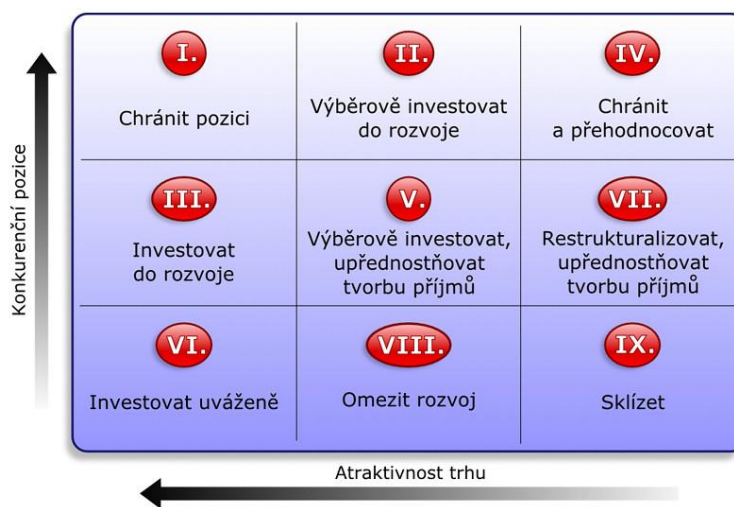 Konkurenční pozice
I.
Chránit pozici
II.
Výběrově investovat
do rozvoje
IV.
Chránit
a přehodnocovat
III.
Investovat
do rozvoje
V.
Výběrově investovat,
upřednostňovat
tvorbu příjmů
VII.
Restrukturalizovat,
upřednostňovat
tvorbu příjmů
VI.
Investovat uváženě
VIII.
Omezit rozvoj
IX.
Sklízet
Atraktivnost trhu